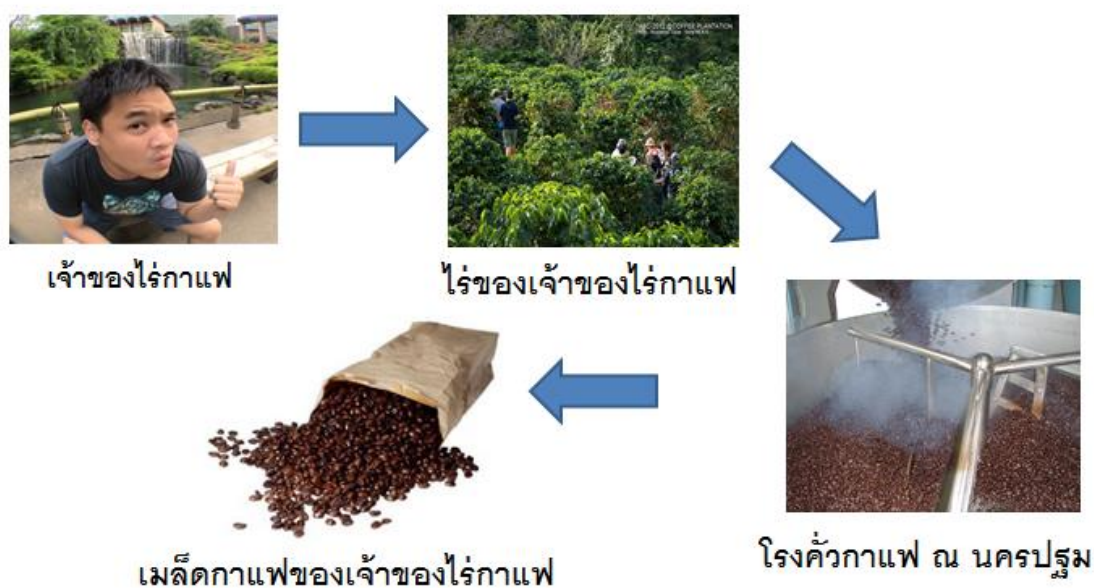 เจ้าของไร่กาแฟ
ไร่ของเจ้าของไร่กาแฟ
โรงคั่วกาแฟ ณ นครปฐม
เมล็ดกาแฟของเจ้าของไร่กาแฟ